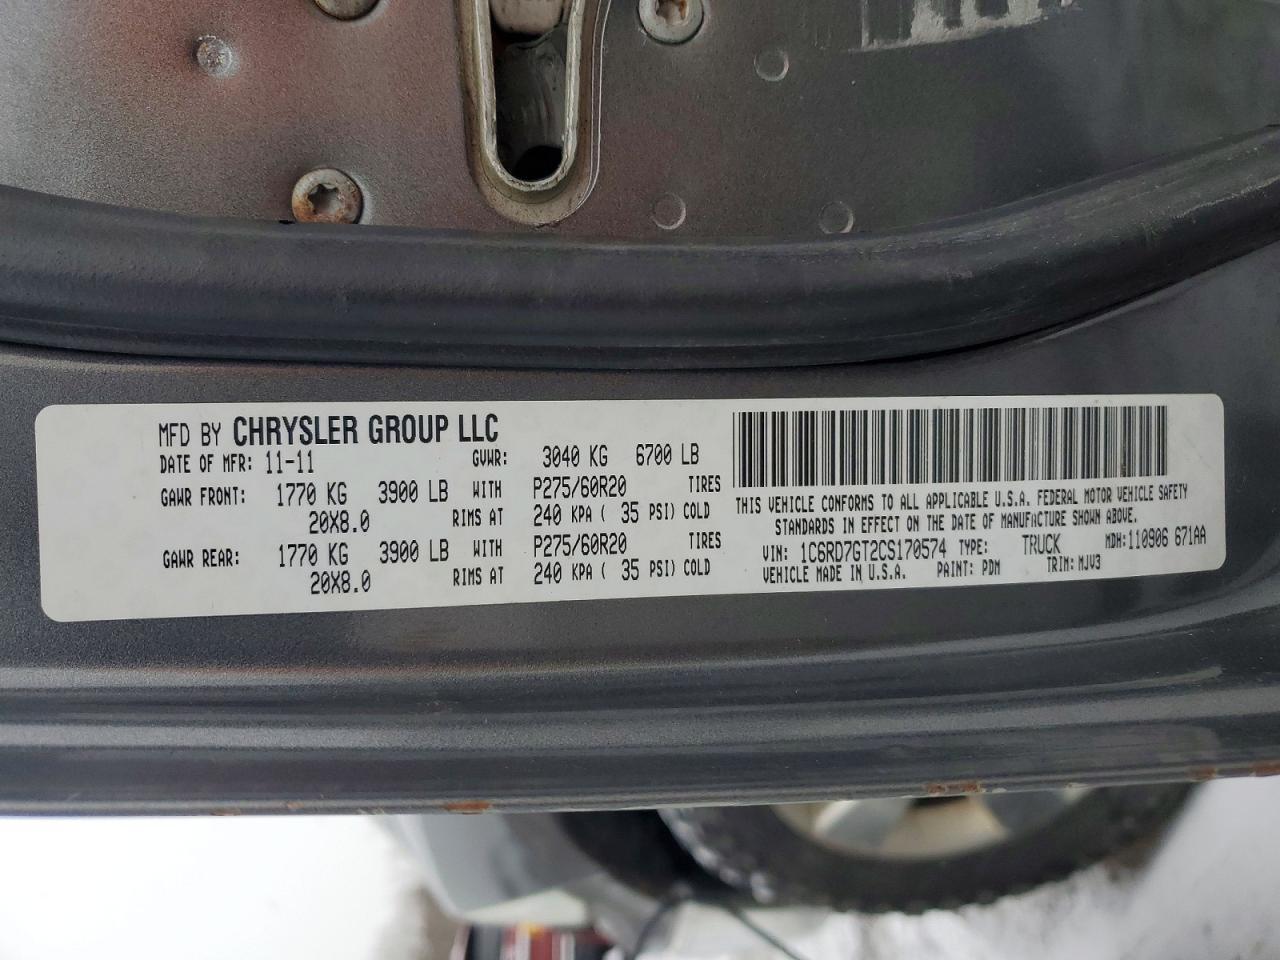 MFD BY CHRYSLER GROUP LLC
DATE OF MFR: 11-11 GVWR: 3040 KG 6700 LB
GAWR FRONT: 1770 KG 3900 LB WITH P275/60R20 TIRES
20X8.0 RIMS AT 240 KPA ( 35 PSI) COLD
GAWR REAR: 1770 KG 3900 LB WITH P275/60R20 TIRES
20X8.0 RIMS AT 240 KPA ( 35 PSI) COLD
THIS VEHICLE CONFORMS TO ALL APPLICABLE U.S.A. FEDERAL MOTOR VEHICLE SAFETY
STANDARDS IN EFFECT ON THE DATE OF MANUFACTURE SHOWN ABOVE.
VIN: 1C6RD7GT2CS170574 TYPE: TRUCK MDH:110906 671AA
VEHICLE MADE IN U.S.A. PAINT: PDM TRIM: MJV3